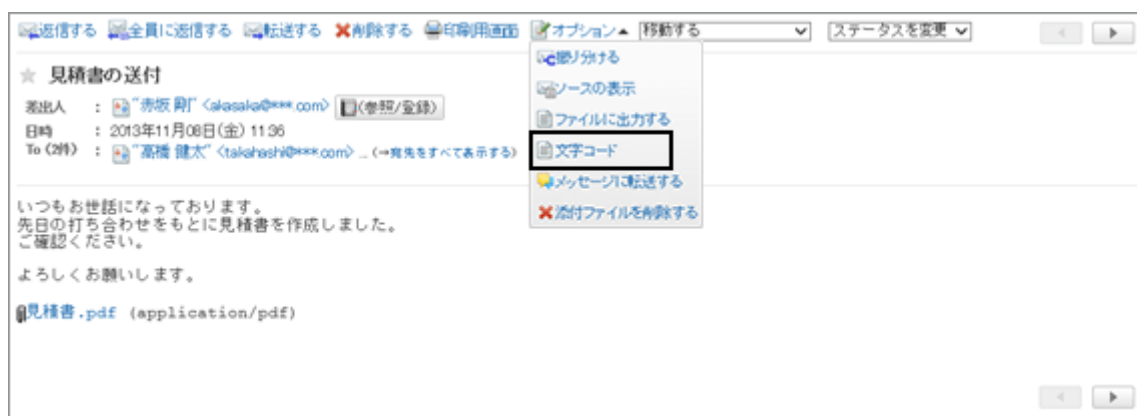 返信する 全員に返信する 転送する 削除する 印刷用画面 オプション▲ 移動する ステータスを変更
振り分ける
ソースの表示
ファイルに出力する
文字コード
メッセージに転送する
添付ファイルを削除する
★ 見積書の送付
差出人 : "赤坂 剛" <akasaka@***.com> (参照/登録)
日時 : 2013年11月08日(金) 11:36
To (2件) : "高橋 健太" <takahashi@***.com> … (→宛先をすべて表示する)
いつもお世話になっております。
先日の打ち合わせをもとに見積書を作成しました。
ご確認ください。
よろしくお願いします。
見積書.pdf (application/pdf)